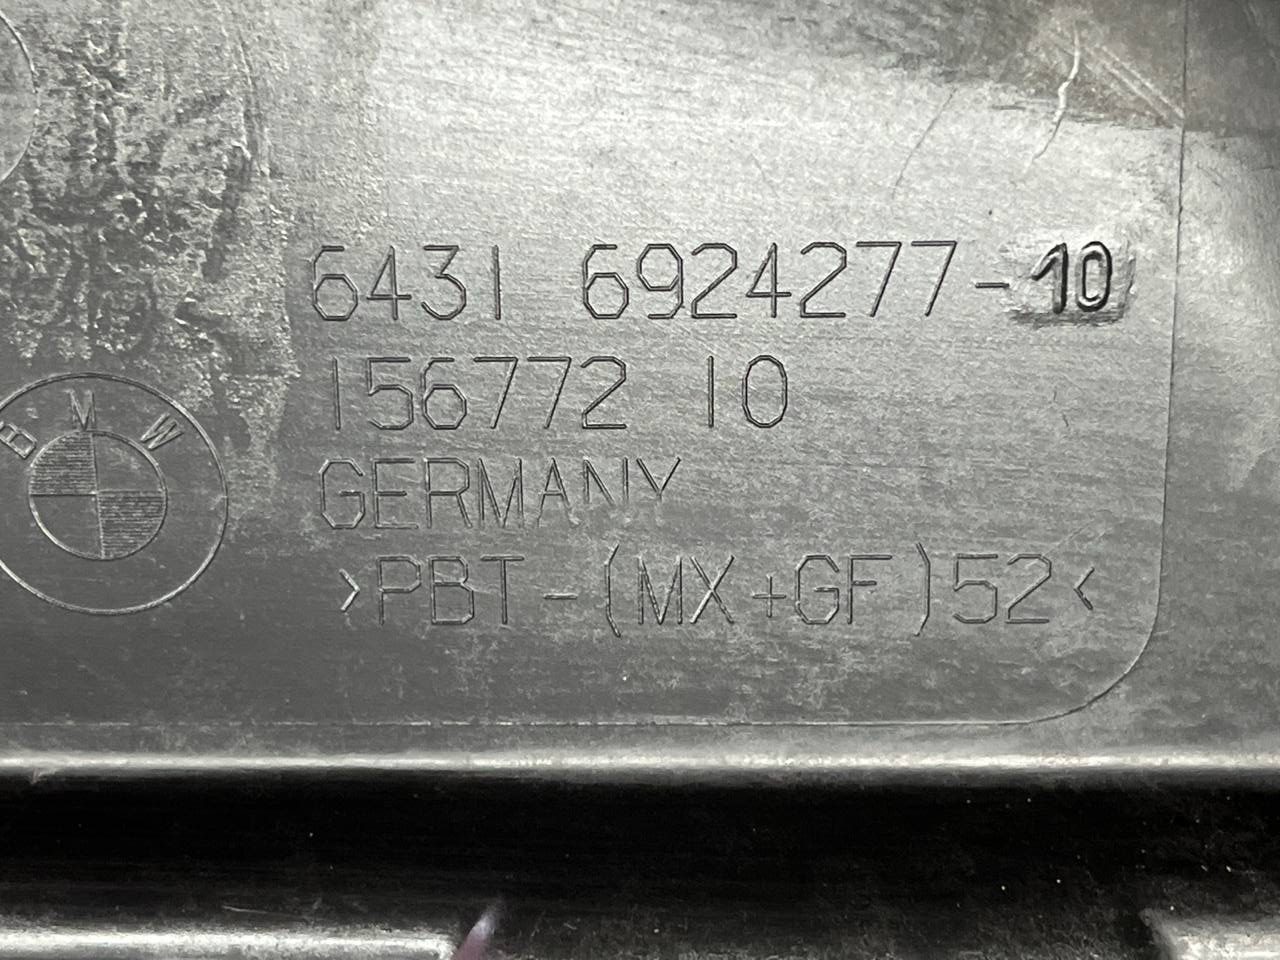 6431 6924277-10
156772 10
GERMANY
BMW
>PBT-(MX+GF)52<